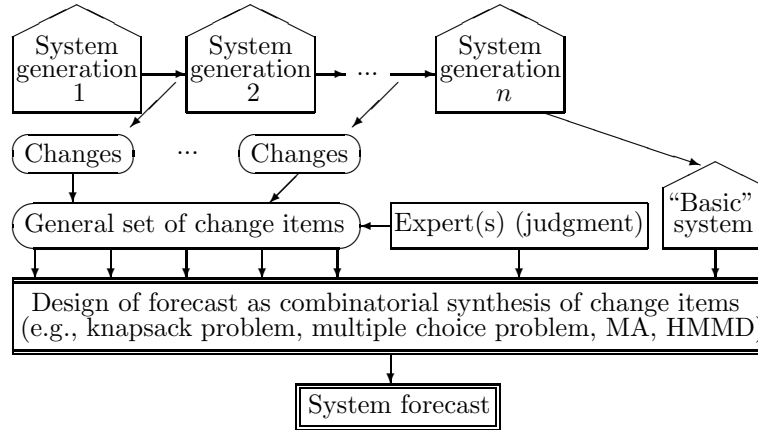 System
generation
1
System
generation
2
...
System
generation
n
Changes
...
Changes
General set of change items
Expert(s) (judgment)
“Basic”
system
Design of forecast as combinatorial synthesis of change items
(e.g., knapsack problem, multiple choice problem, MA, HMMD)
System forecast